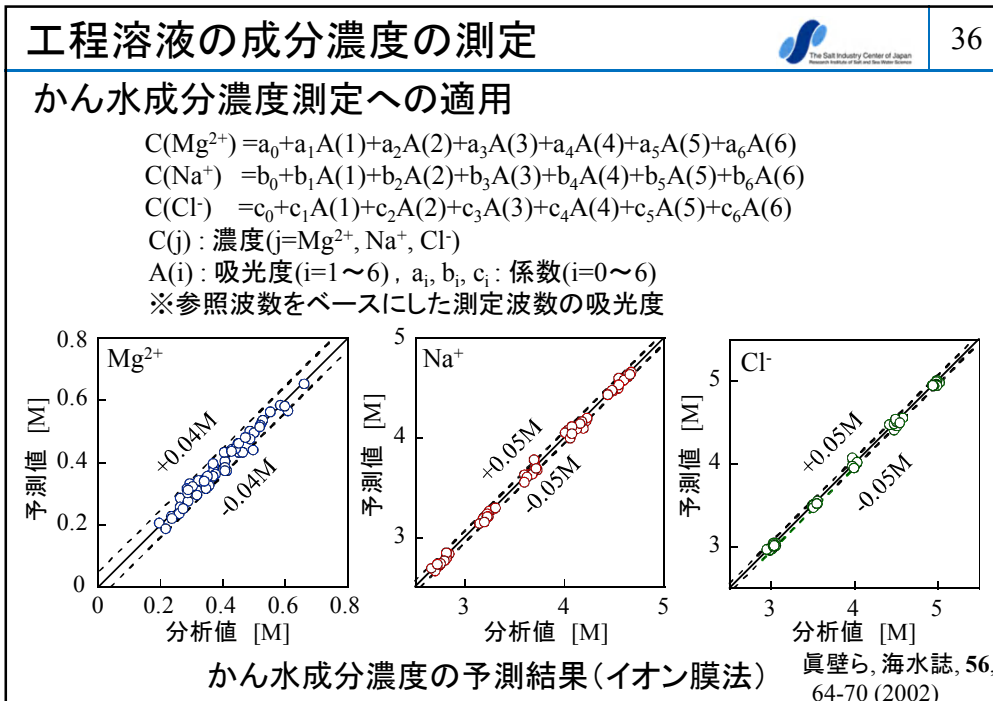 工程溶液の成分濃度の測定
The Salt Industry Center of Japan
Research Institute of Salt and Sea Water Science
36
かん水成分濃度測定への適用
C(Mg²⁺) =a₀+a₁A(1)+a₂A(2)+a₃A(3)+a₄A(4)+a₅A(5)+a₆A(6)
C(Na⁺) =b₀+b₁A(1)+b₂A(2)+b₃A(3)+b₄A(4)+b₅A(5)+b₆A(6)
C(Cl⁻) =c₀+c₁A(1)+c₂A(2)+c₃A(3)+c₄A(4)+c₅A(5)+c₆A(6)
C(j) : 濃度(j=Mg²⁺, Na⁺, Cl⁻)
A(i) : 吸光度(i=1～6) , aᵢ, bᵢ, cᵢ : 係数(i=0～6)
※参照波数をベースにした測定波数の吸光度
Mg²⁺
+0.04M
-0.04M
予測値 [M]
0.8
0.6
0.4
0.2
0
0 0.2 0.4 0.6 0.8
分析値 [M]
Na⁺
+0.05M
-0.05M
予測値 [M]
5
4
3
3 4 5
分析値 [M]
Cl⁻
+0.05M
-0.05M
予測値 [M]
5
4
3
3 4 5
分析値 [M]
かん水成分濃度の予測結果(イオン膜法)
眞壁ら, 海水誌, 56,
64-70 (2002)